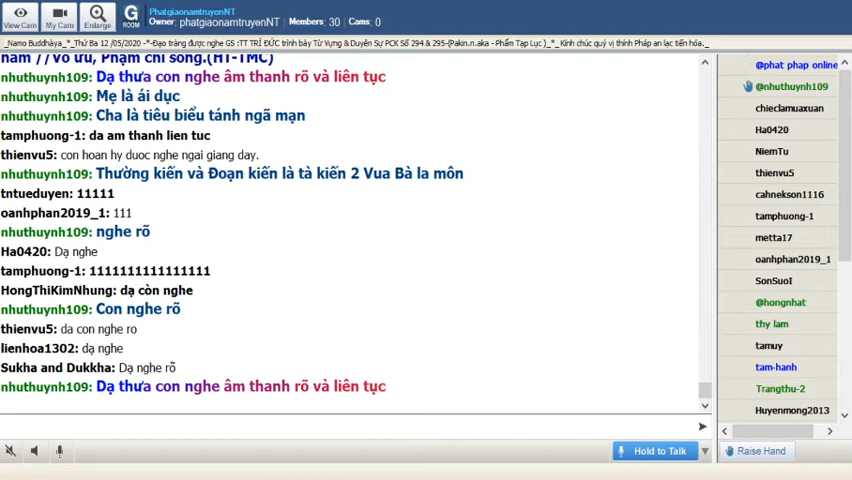 PhatgiaonamtruyenNT
Owner: phatgiaonamtruyenNT | Members: 30 | Cams: 0
View Cam
My Cam
Enlarge
G
ROOM
_Namo Buddhàya_*_Thứ Ba 12 /05/2020 -*-Đạo tràng được nghe GS :TT TRÍ ĐỨC trình bày Từ Vựng & Duyên Sự PCK Số 294 & 295-(Pakin.n.aka - Phẩm Tạp Lục )_*_Kính chúc quý vị thính Pháp an lạc tiến hóa._
năm //Vô ưu, Phạm chí sống.(HT-TMC)
nhuthuynh109: Dạ thưa con nghe âm thanh rõ và liên tục
nhuthuynh109: Mẹ là ái dục
nhuthuynh109: Cha là tiêu biểu tánh ngã mạn
tamphuong-1: da am thanh lien tuc
thienvu5: con hoan hy duoc nghe ngai giang day.
nhuthuynh109: Thường kiến và Đoạn kiến là tà kiến 2 Vua Bà la môn
tntueduyen: 11111
oanhphan2019_1: 111
nhuthuynh109: nghe rõ
Ha0420: Dạ nghe
tamphuong-1: 1111111111111111
HongThiKimNhung: dạ còn nghe
nhuthuynh109: Con nghe rõ
thienvu5: da con nghe ro
lienhoa1302: dạ nghe
Sukha and Dukkha: Dạ nghe rõ
nhuthuynh109: Dạ thưa con nghe âm thanh rõ và liên tục
@phat phap online
@nhuthuynh109
chieclamuaxuan
Ha0420
NiemTu
thienvu5
cahnekson1116
tamphuong-1
metta17
oanhphan2019_1
SonSuoI
@hongnhat
thy lam
tamuy
tam-hanh
Trangthu-2
Huyenmong2013
Hold to Talk
Raise Hand